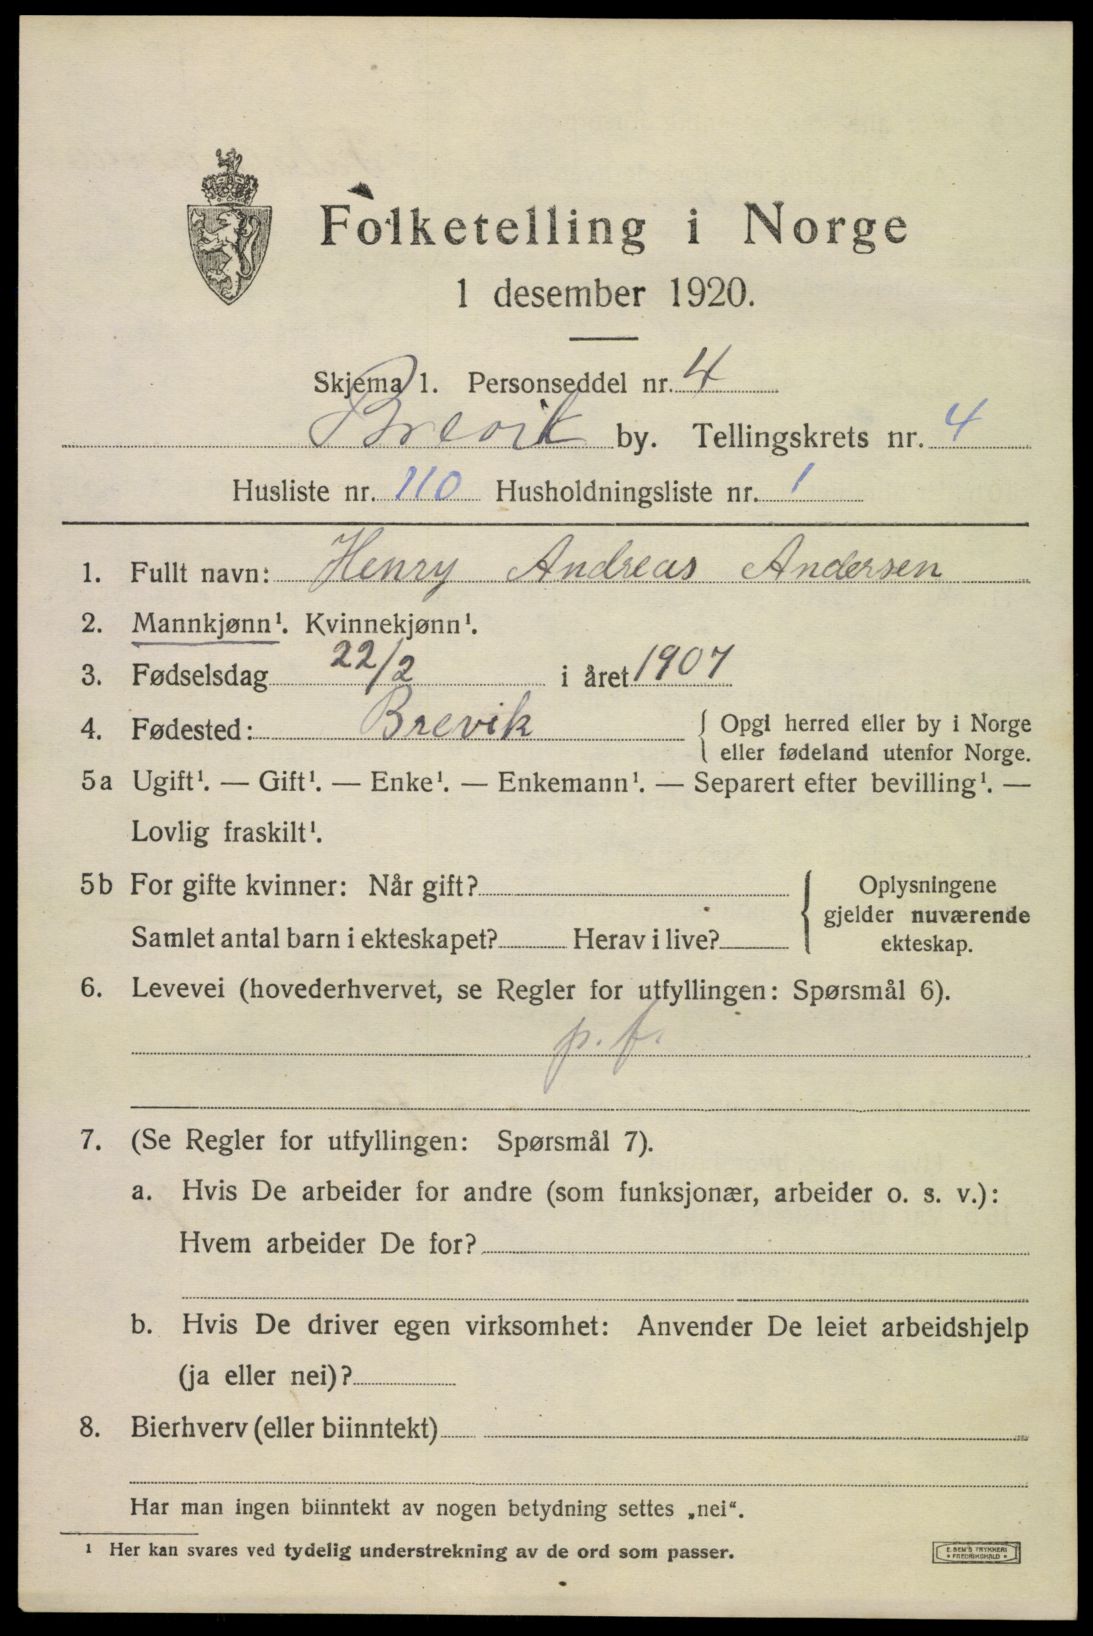 Folketelling i Norge
1 desember 1920.
Skjema 1. Personseddel nr. 4
Brevik by. Tellingskrets nr. 4
Husliste nr. 110 Husholdningsliste nr. 1
1. Fullt navn: Henry Andreas Andersen
2. Mannkjønn¹. Kvinnekjønn¹.
3. Fødselsdag 22/2 i året 1907
4. Fødested: Brevik { Opgi herred eller by i Norge
eller fødeland utenfor Norge.
5a Ugift¹. — Gift¹. — Enke¹. — Enkemann¹. — Separert efter bevilling¹. —
Lovlig fraskilt¹.
5b For gifte kvinner: Når gift? { Oplysningene
gjelder nuværende
Samlet antal barn i ekteskapet? Herav i live? ekteskap.
6. Levevei (hovederhvervet, se Regler for utfyllingen: Spørsmål 6).
p. f.
7. (Se Regler for utfyllingen: Spørsmål 7).
a. Hvis De arbeider for andre (som funksjonær, arbeider o. s. v.):
Hvem arbeider De for?
b. Hvis De driver egen virksomhet: Anvender De leiet arbeidshjelp
(ja eller nei)?
8. Bierhverv (eller biinntekt)
Har man ingen biinntekt av nogen betydning settes „nei“.
¹ Her kan svares ved tydelig understrekning av de ord som passer.
E. SEM'S TRYKKERI
FREDRIKSHALD